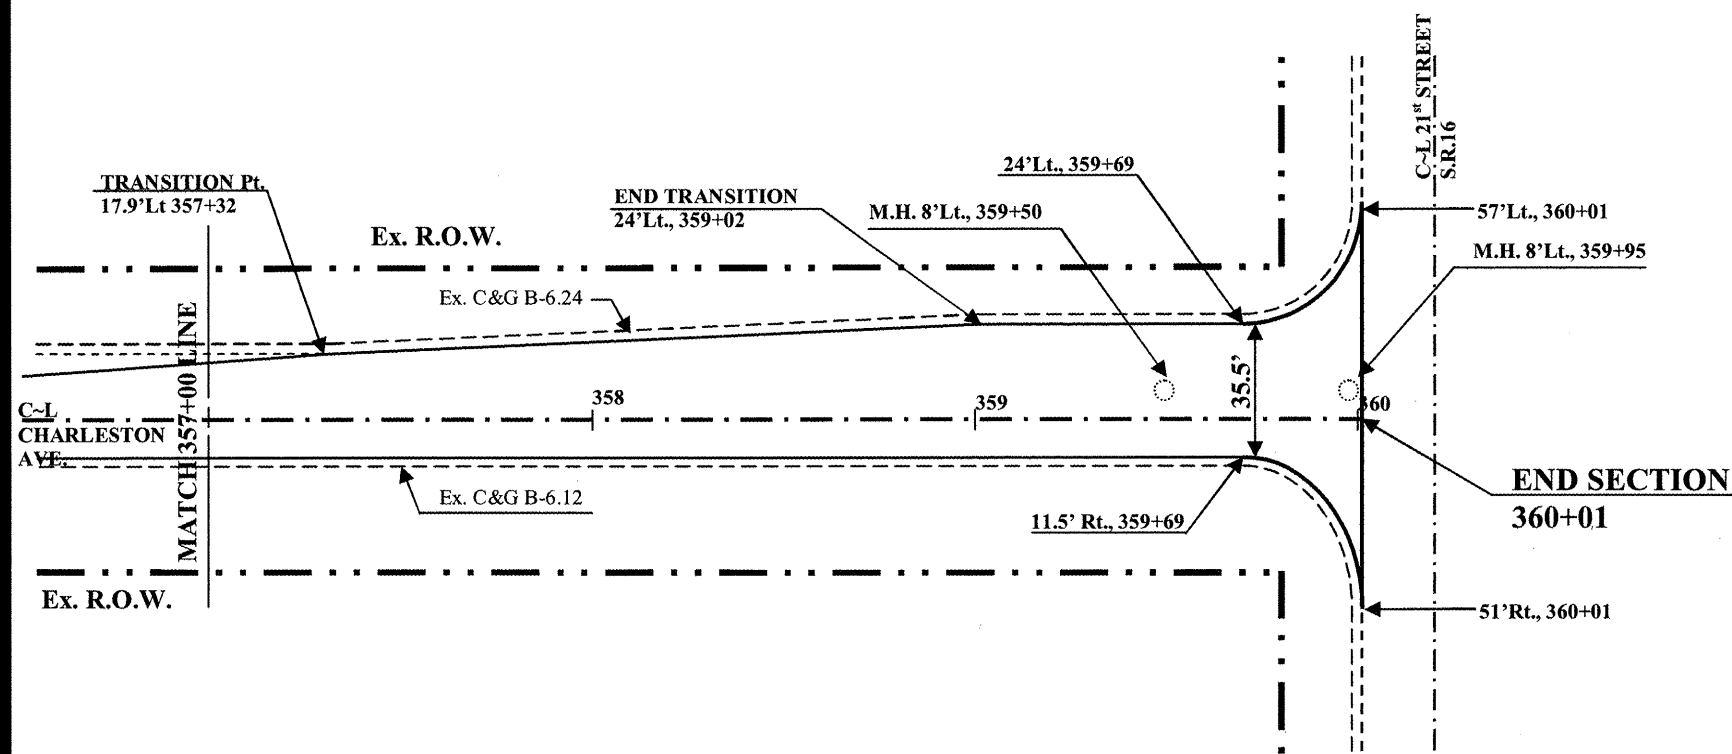 C~L 21st STREET
S.R.16
24'Lt., 359+69
TRANSITION Pt.
17.9'Lt 357+32
END TRANSITION
24'Lt., 359+02
M.H. 8'Lt., 359+50
57'Lt., 360+01
Ex. R.O.W.
M.H. 8'Lt., 359+95
Ex. C&G B-6.24
MATCH 357+00 LINE
35.5'
358
359
360
C~L
CHARLESTON
AVE.
END SECTION
360+01
Ex. C&G B-6.12
11.5' Rt., 359+69
Ex. R.O.W.
51'Rt., 360+01